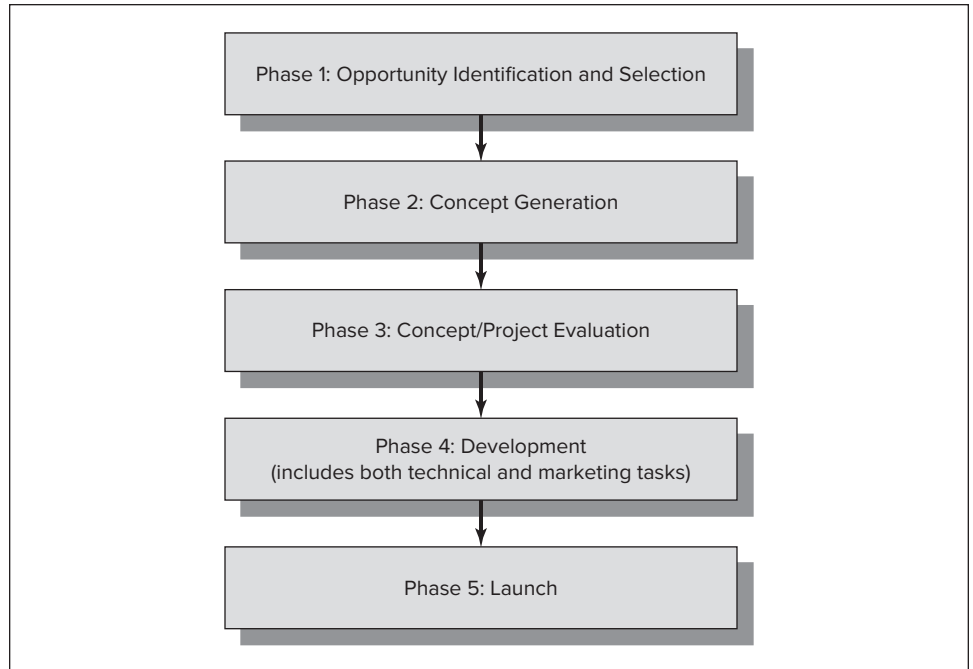 Phase 1: Opportunity Identification and Selection
Phase 2: Concept Generation
Phase 3: Concept/Project Evaluation
Phase 4: Development
(includes both technical and marketing tasks)
Phase 5: Launch